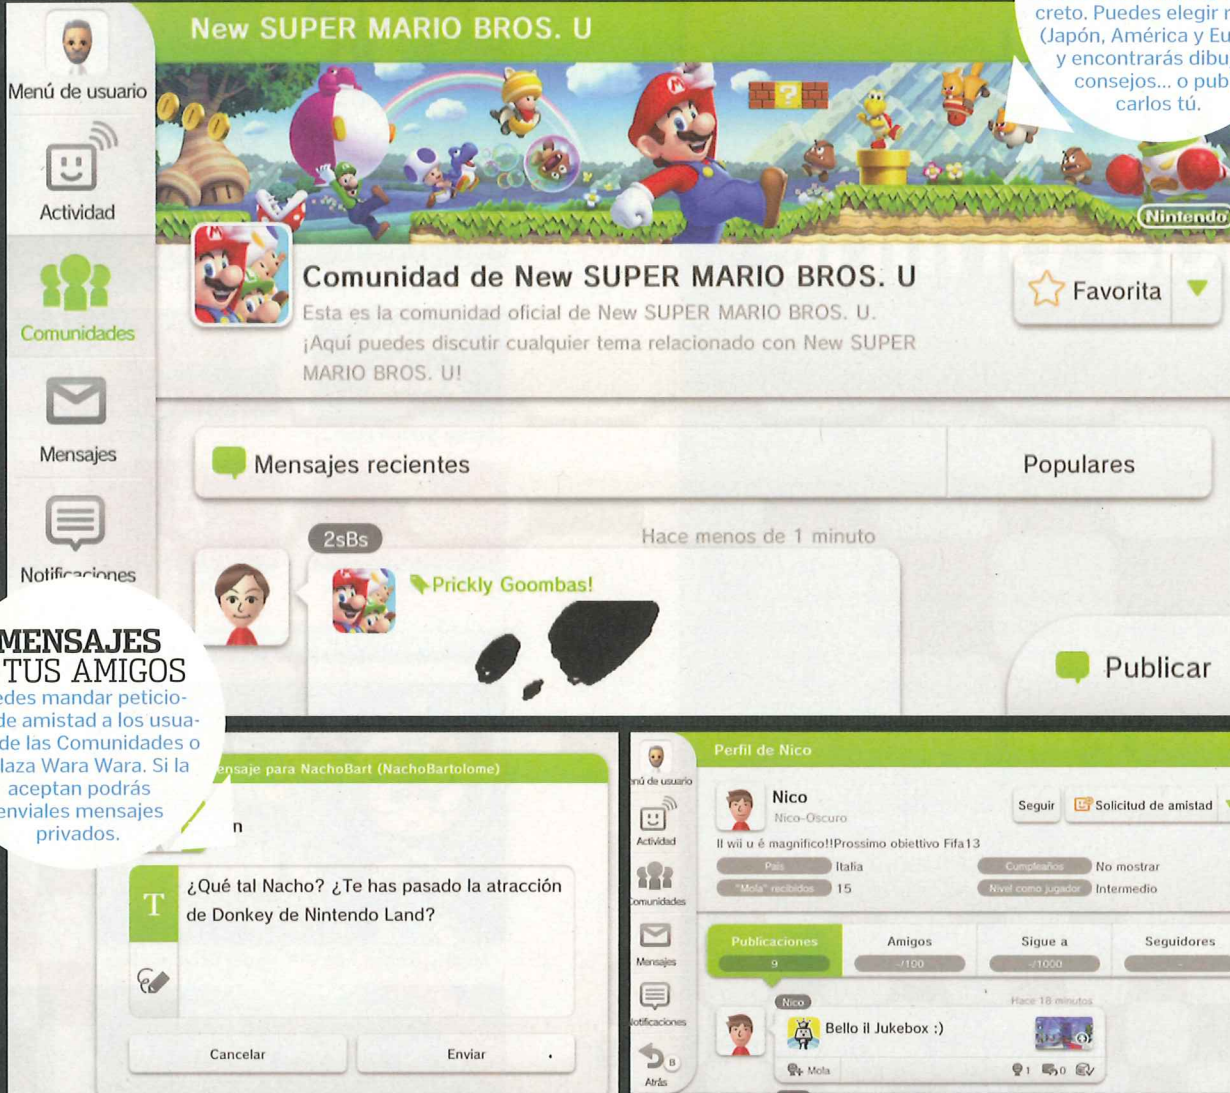 New SUPER MARIO BROS. U
creto. Puedes elegir
(Japón, América y Eu
y encontrarás dibu
consejos... o pub
carlos tú.
Menú de usuario
Actividad
Comunidades
Mensajes
Notificaciones
?
M
Nintendo
Comunidad de New SUPER MARIO BROS. U
Esta es la comunidad oficial de New SUPER MARIO BROS. U.
¡Aquí puedes discutir cualquier tema relacionado con New SUPER
MARIO BROS. U!
Favorita
Mensajes recientes
Populares
2sBs
Hace menos de 1 minuto
Prickly Goombas!
Publicar
MENSAJES
TUS AMIGOS
edes mandar peticio-
de amistad a los usua-
de las Comunidades o
laza Wara Wara. Si la
aceptan podrás
enviales mensajes
privados.
ensaje para NachoBart (NachoBartolome)
n
T
¿Qué tal Nacho? ¿Te has pasado la atracción
de Donkey de Nintendo Land?
Cancelar
Enviar
enú de usuario
Actividad
Comunidades
Mensajes
Notificaciones
B
Atrás
Perfil de Nico
Nico
Nico-Oscuro
Seguir
Solicitud de amistad
Il wii u é magnifico!!Prossimo obiettivo Fifa13
País
Italia
Cumpleaños
No mostrar
"Mola" recibidos
15
Nivel como jugador
Intermedio
Publicaciones
9
Amigos
-/100
Sigue a
-/1000
Seguidores
-
Nico
Hace 18 minutos
Bello il Jukebox :)
Mola
1
0